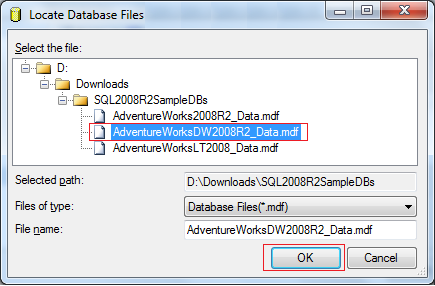 Locate Database Files
Select the file:
D:
Downloads
SQL2008R2SampleDBs
AdventureWorks2008R2_Data.mdf
AdventureWorksDW2008R2_Data.mdf
AdventureWorksLT2008_Data.mdf
Selected path:
D:\Downloads\SQL2008R2SampleDBs
Files of type:
Database Files(*.mdf)
File name:
AdventureWorksDW2008R2_Data.mdf
OK
Cancel